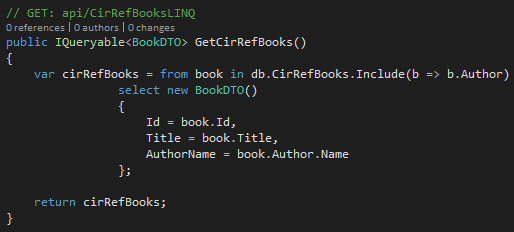 // GET: api/CirRefBooksLINQ
0 references | 0 authors | 0 changes
public IQueryable<BookDTO> GetCirRefBooks()
{
var cirRefBooks = from book in db.CirRefBooks.Include(b => b.Author)
select new BookDTO()
{
Id = book.Id,
Title = book.Title,
AuthorName = book.Author.Name
};
return cirRefBooks;
}